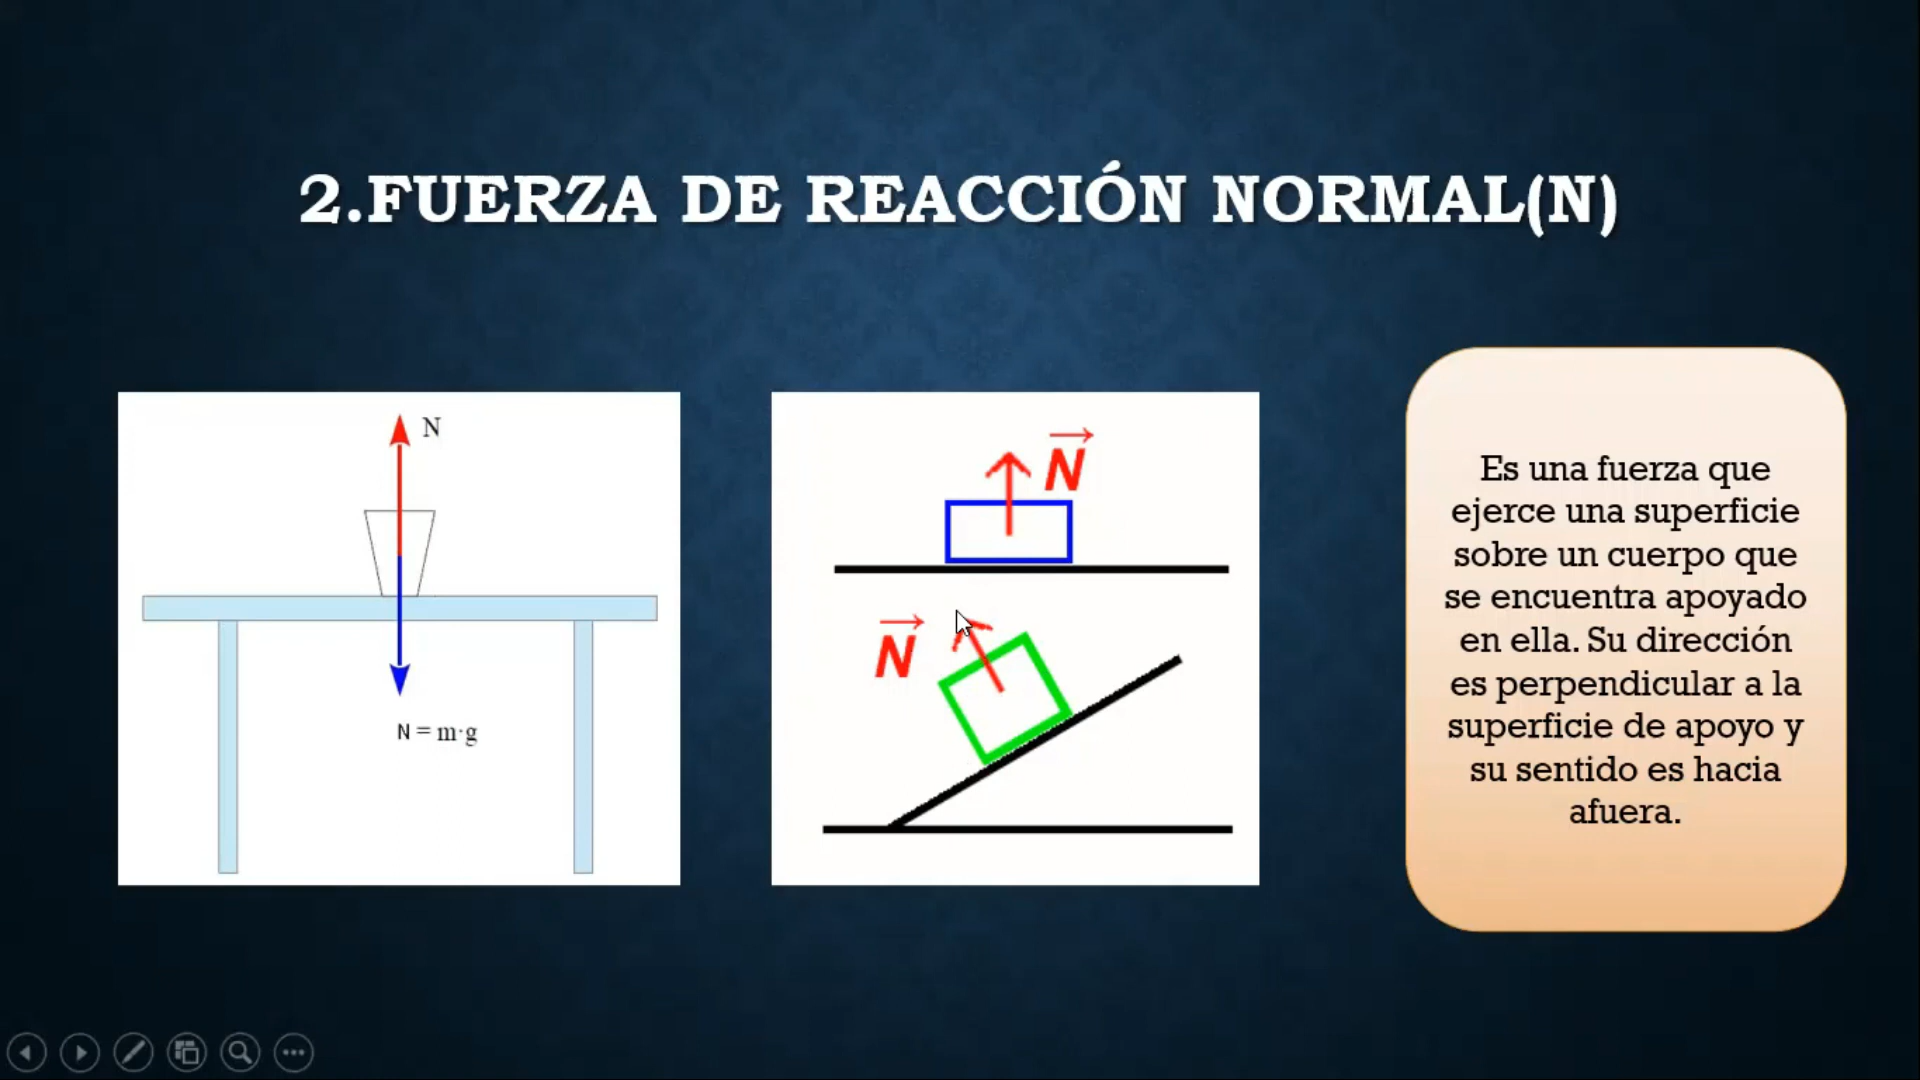 2.FUERZA DE REACCIÓN NORMAL(N)
N
N = m·g
N
N
Es una fuerza que
ejerce una superficie
sobre un cuerpo que
se encuentra apoyado
en ella. Su dirección
es perpendicular a la
superficie de apoyo y
su sentido es hacia
afuera.